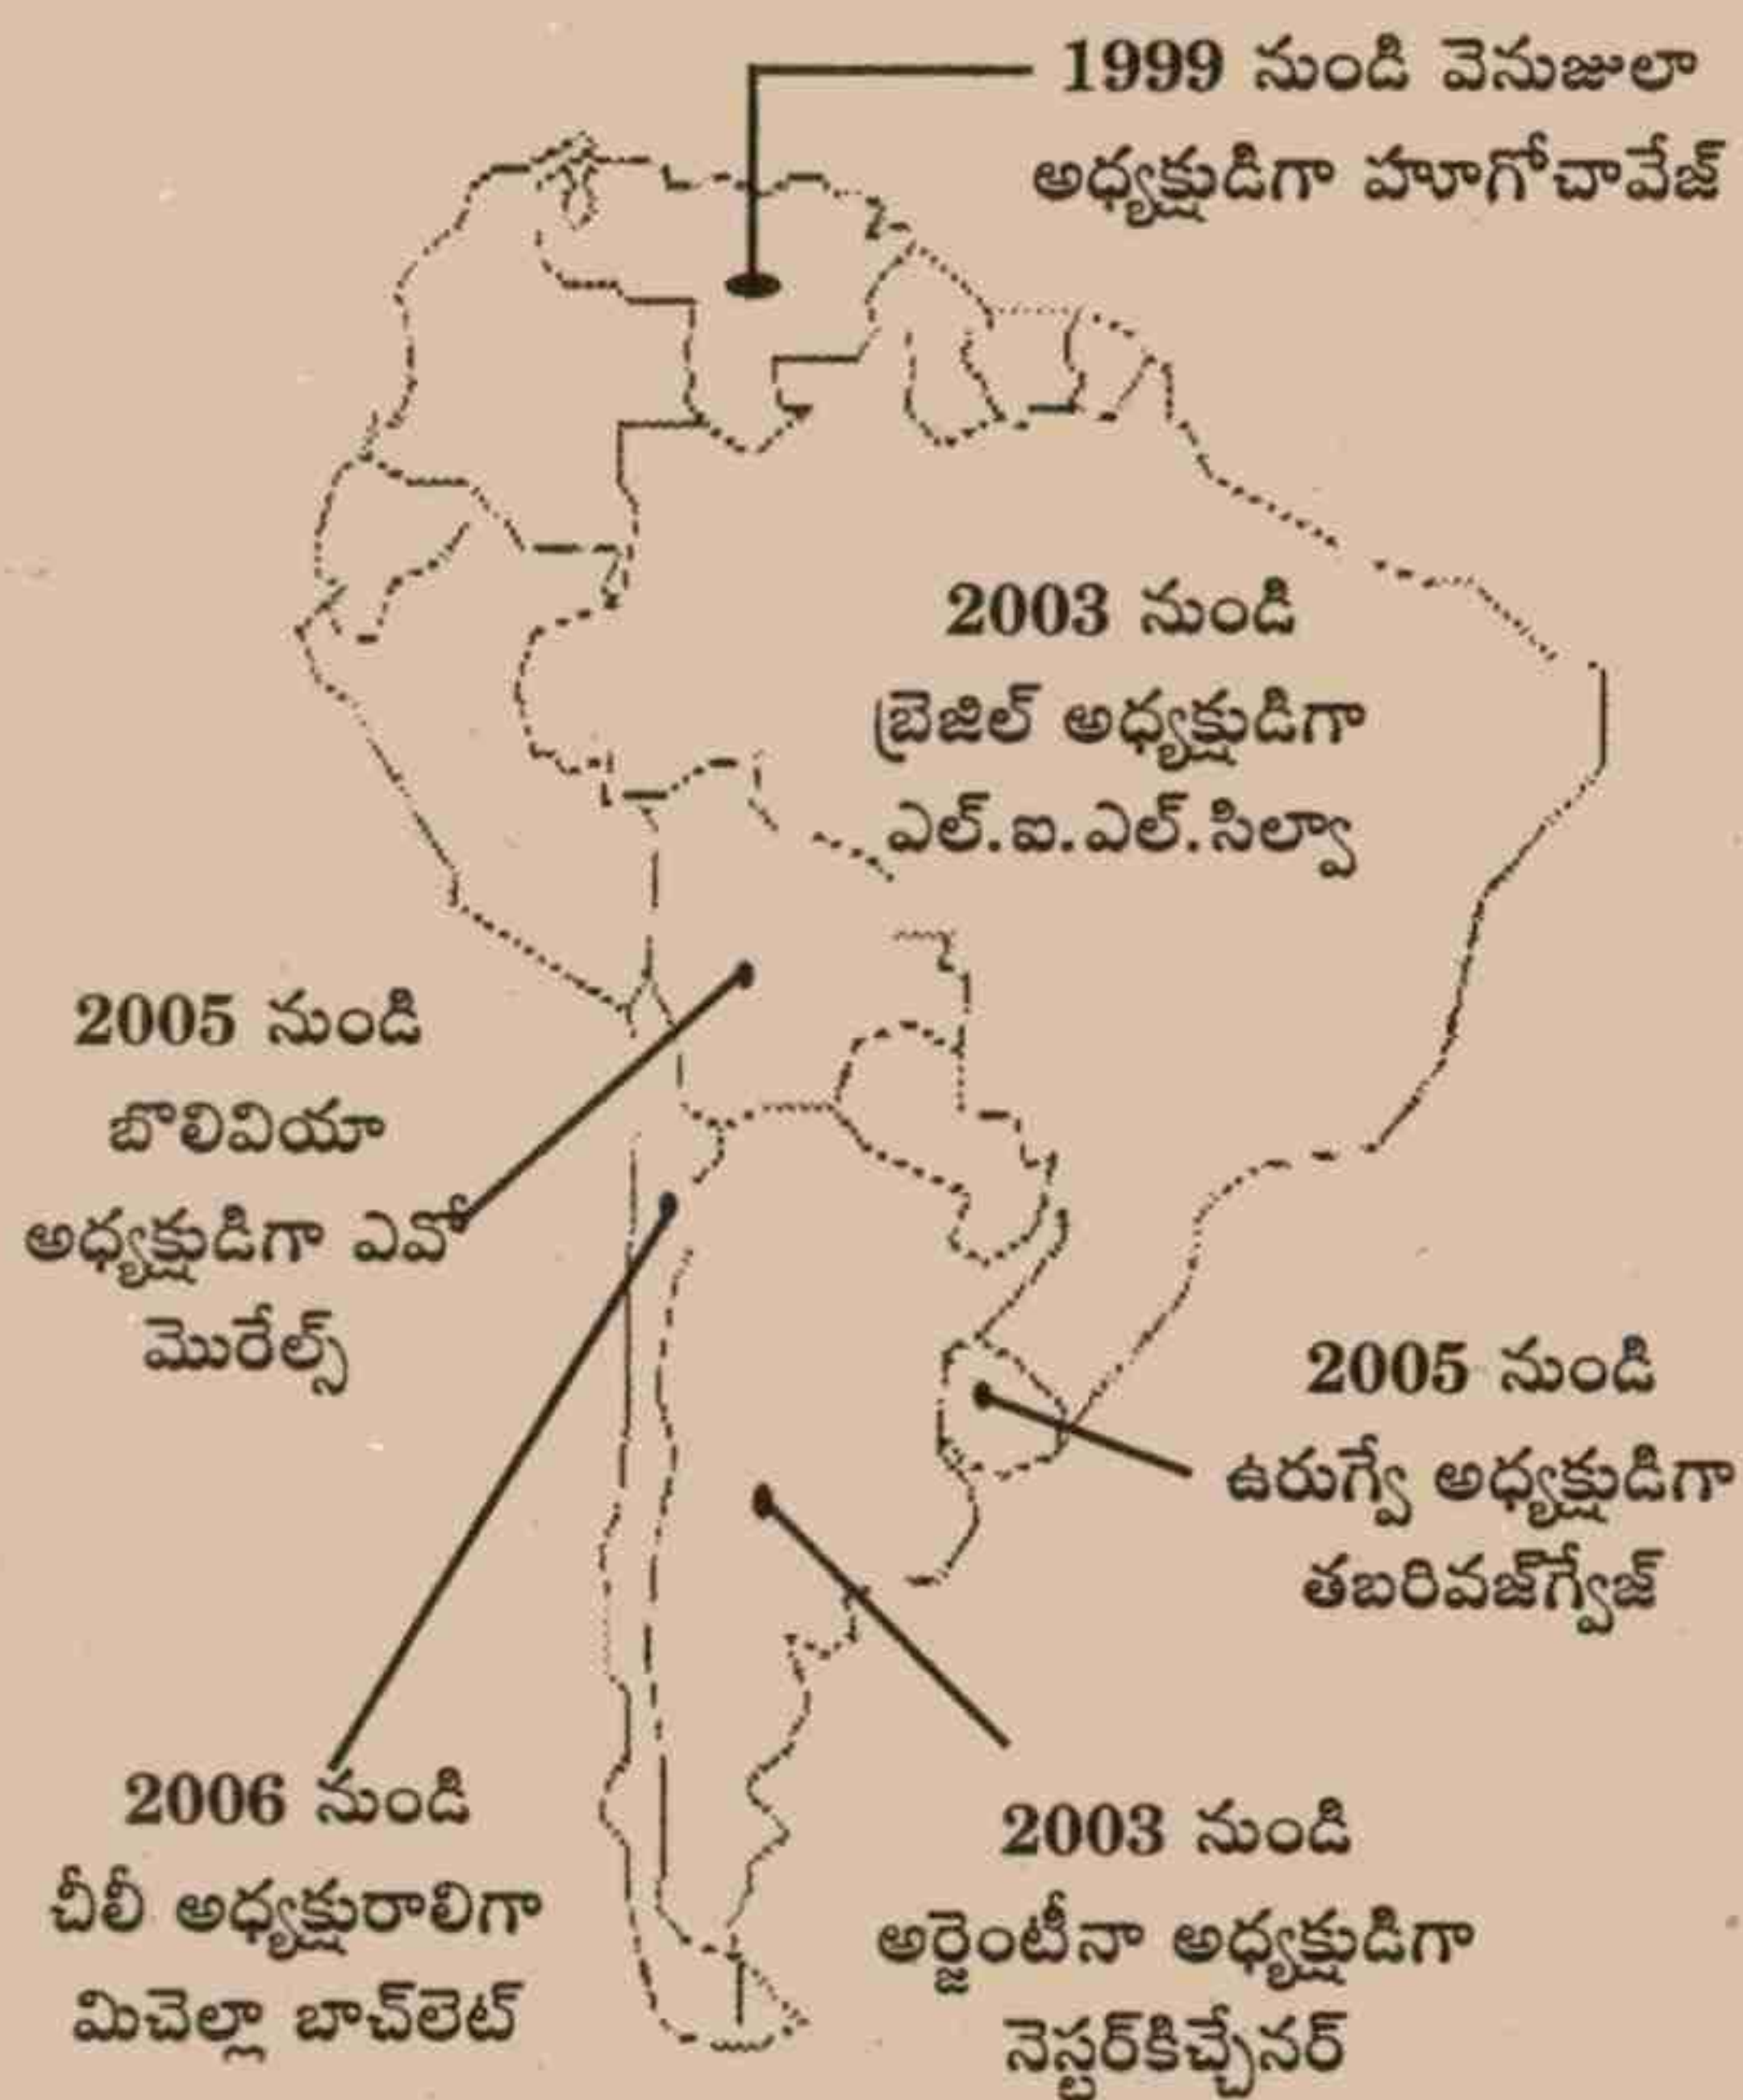 1999 నుండి వెనుజులా
అధ్యక్షుడిగా హూగోచావేజ్
2003 నుండి
బ్రెజిల్ అధ్యక్షుడిగా
ఎల్.ఐ.ఎల్.సిల్వా
2005 నుండి
బొలివియా
అధ్యక్షుడిగా ఎవో
మొరేల్స్
2005 నుండి
ఉరుగ్వే అధ్యక్షుడిగా
తబరివజ్‌గ్వేజ్
2006 నుండి
చీలీ అధ్యక్షురాలిగా
మిచెల్లా బాచ్‌లెట్
2003 నుండి
అర్జెంటీనా అధ్యక్షుడిగా
నెస్టర్‌కిచ్చేనర్